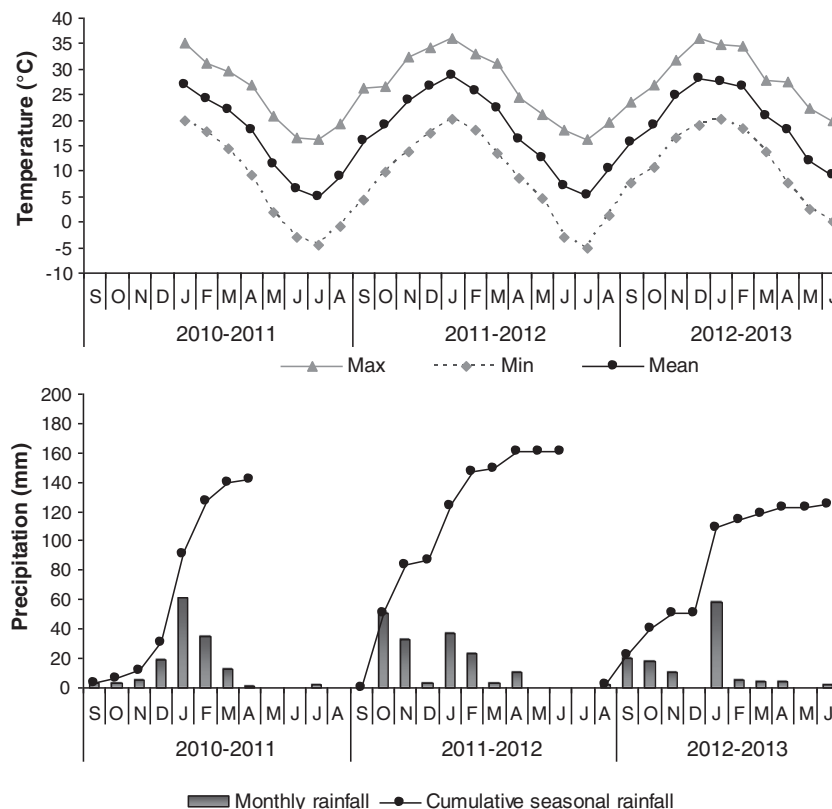 40
35
30
25
20
15
10
5
0
-5
-10
Temperature (°C)
S O N D J F M A M J J A S O N D J F M A M J J A S O N D J F M A M J
2010-2011 2011-2012 2012-2013
Max Min Mean
200
180
160
140
120
100
80
60
40
20
0
Precipitation (mm)
S O N D J F M A M J J A S O N D J F M A M J J A S O N D J F M A M J
2010-2011 2011-2012 2012-2013
Monthly rainfall Cumulative seasonal rainfall